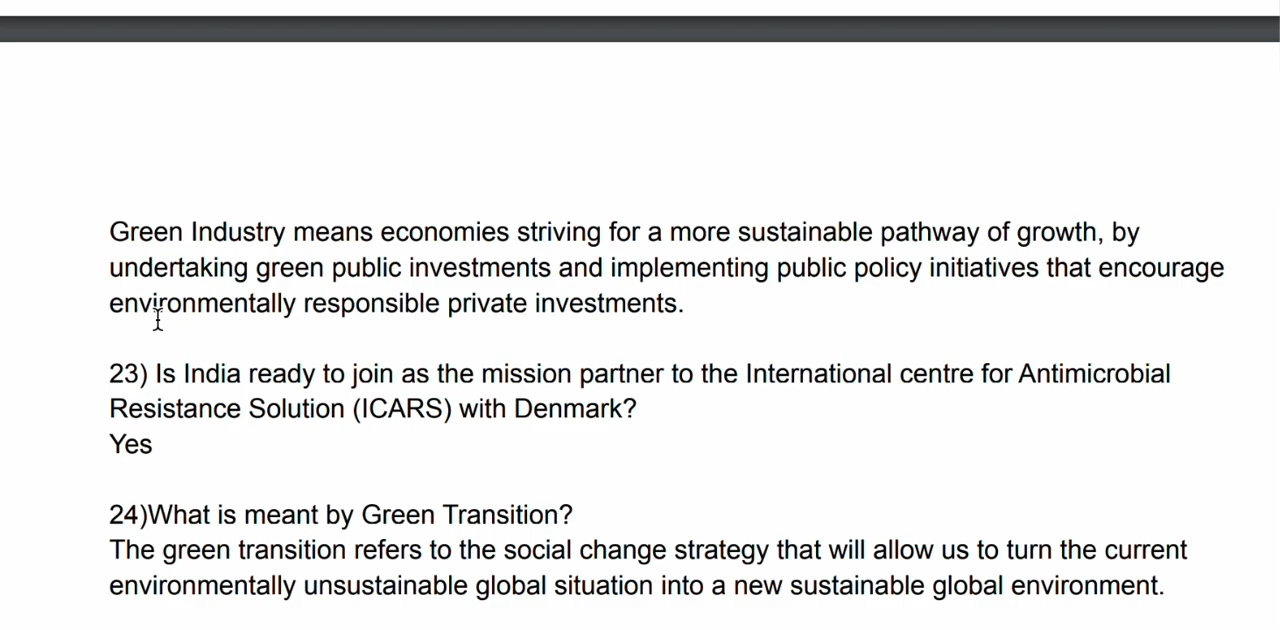 Green Industry means economies striving for a more sustainable pathway of growth, by
undertaking green public investments and implementing public policy initiatives that encourage
environmentally responsible private investments.
23) Is India ready to join as the mission partner to the International centre for Antimicrobial
Resistance Solution (ICARS) with Denmark?
Yes
24)What is meant by Green Transition?
The green transition refers to the social change strategy that will allow us to turn the current
environmentally unsustainable global situation into a new sustainable global environment.